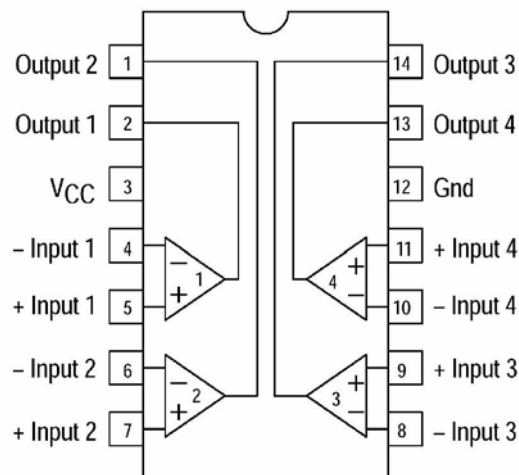 Output 2 1 14 Output 3
Output 1 2 13 Output 4
VCC 3 12 Gnd
– Input 1 4 – 1 + 4 11 + Input 4
+ Input 1 5 + – 10 – Input 4
– Input 2 6 – 2 + 3 9 + Input 3
+ Input 2 7 + – 8 – Input 3